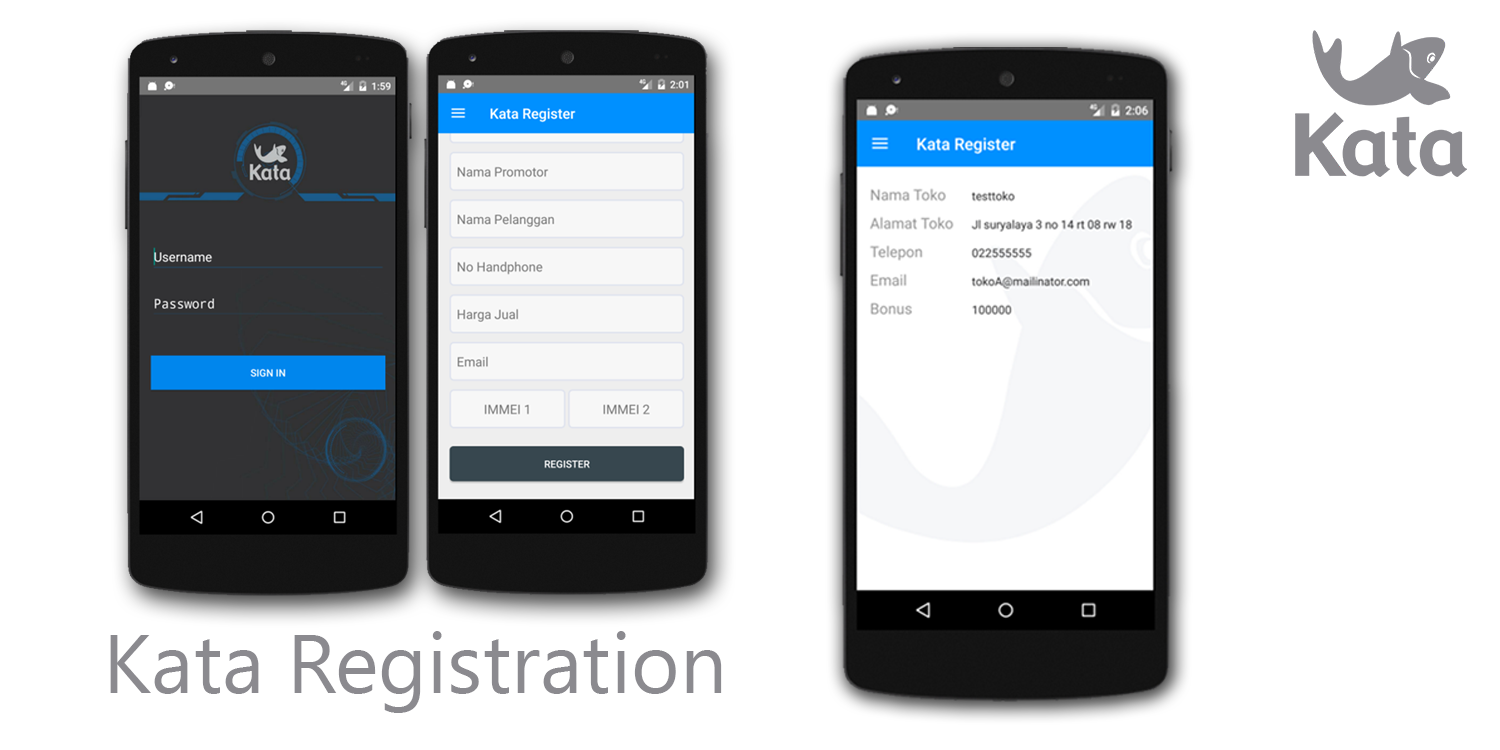 1:59
Kata
Username
Password
SIGN IN
2:01
Kata Register
Nama Promotor
Nama Pelanggan
No Handphone
Harga Jual
Email
IMMEI 1 IMMEI 2
REGISTER
Kata Registration
2:06
Kata Register
Nama Toko testtoko
Alamat Toko Jl suryalaya 3 no 14 rt 08 rw 18
Telepon 022555555
Email tokoA@mailinator.com
Bonus 100000
Kata